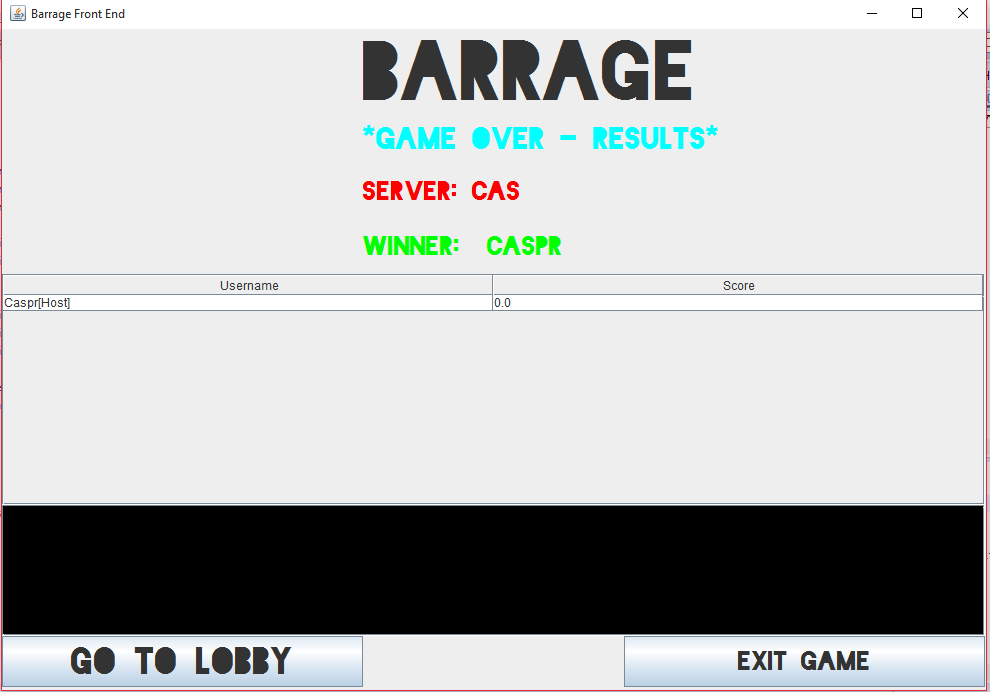 Barrage Front End
BARRAGE
*GAME OVER - RESULTS*
SERVER: CAS
WINNER: CASPR
Username Score
Caspr[Host] 0.0
GO TO LOBBY EXIT GAME